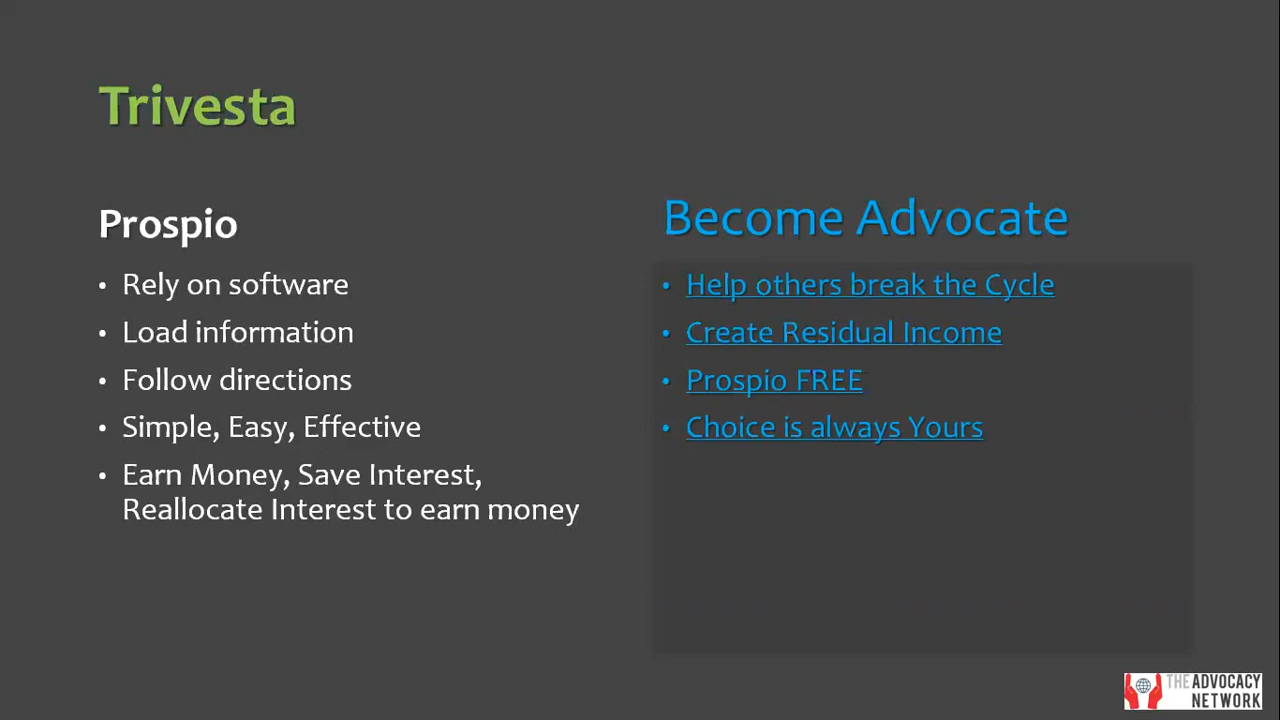 Trivesta
Prospio
• Rely on software
• Load information
• Follow directions
• Simple, Easy, Effective
• Earn Money, Save Interest,
Reallocate Interest to earn money
Become Advocate
• Help others break the Cycle
• Create Residual Income
• Prospio FREE
• Choice is always Yours
THE ADVOCACY
NETWORK